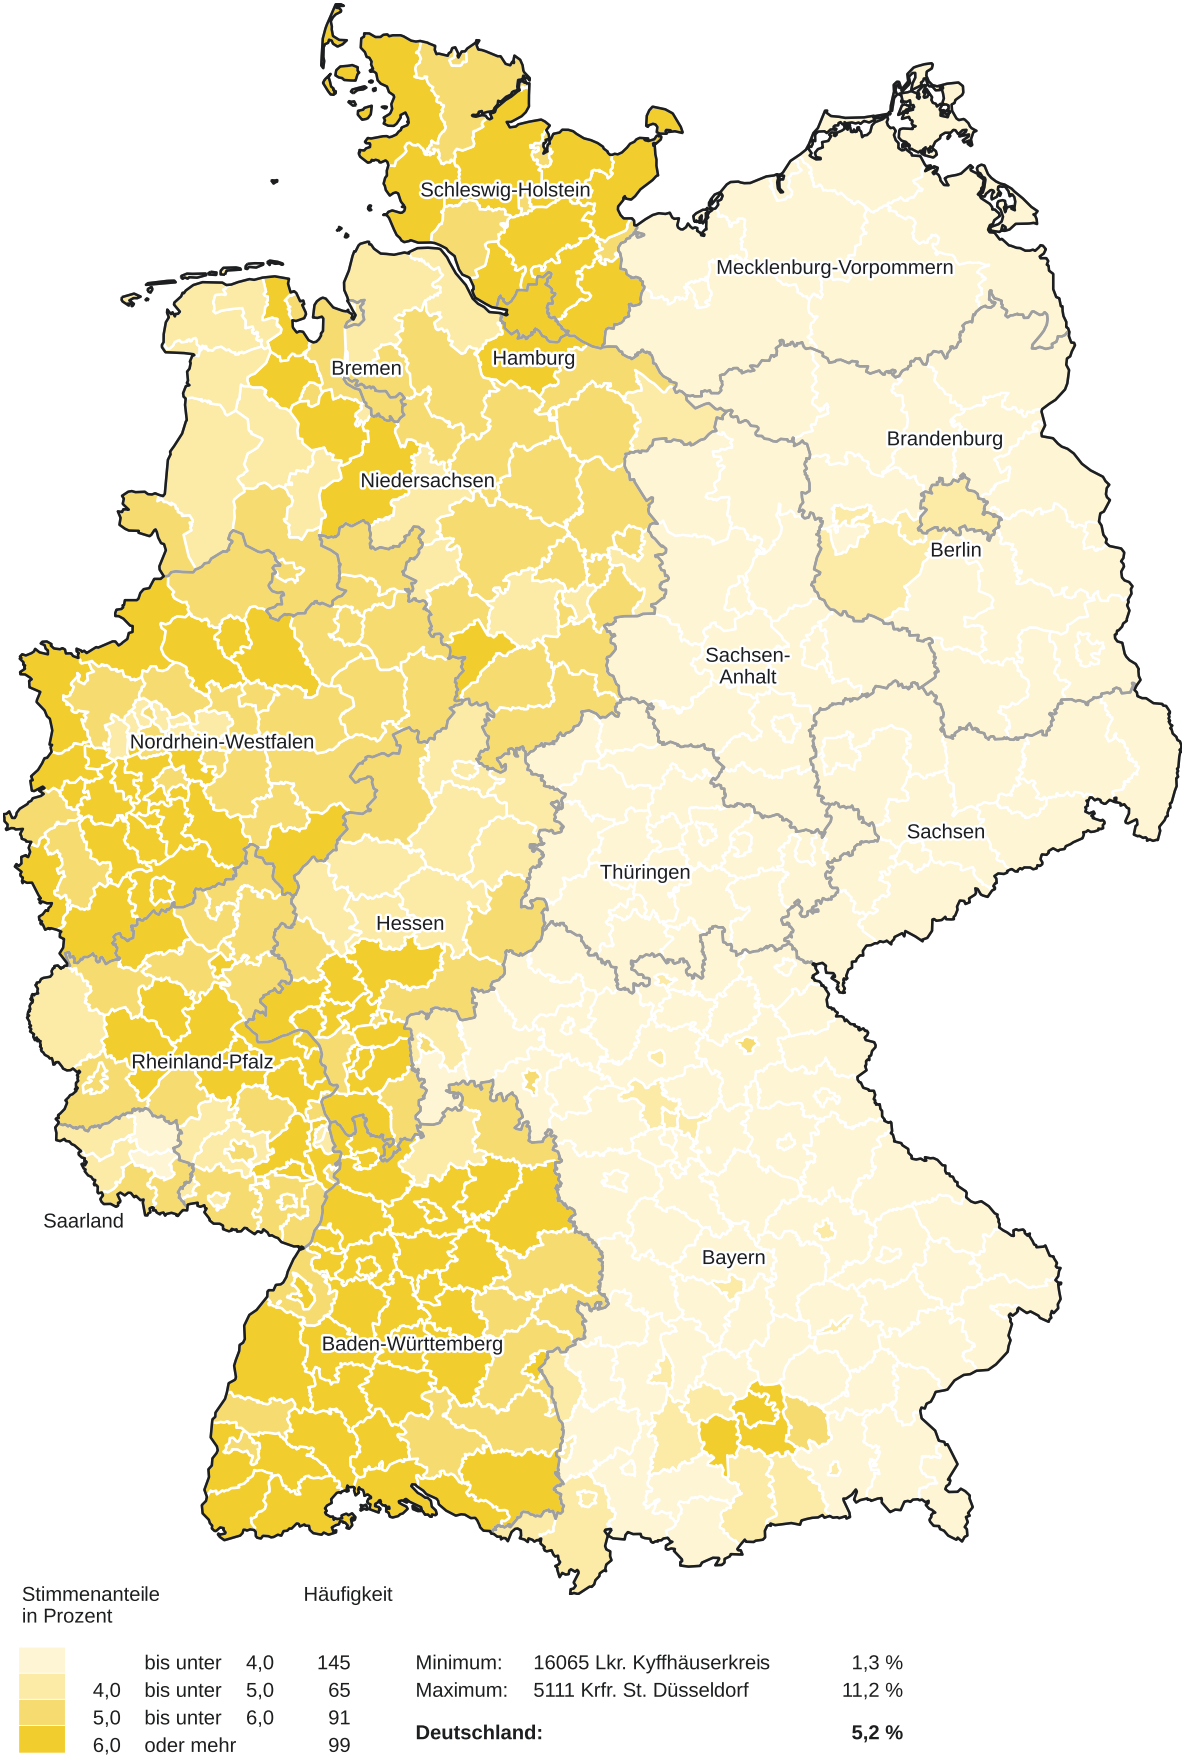 Schleswig-Holstein
Mecklenburg-Vorpommern
Hamburg
Bremen
Brandenburg
Niedersachsen
Berlin
Sachsen-
Anhalt
Nordrhein-Westfalen
Sachsen
Thüringen
Hessen
Rheinland-Pfalz
Saarland
Bayern
Baden-Württemberg
Stimmenanteile
in Prozent
Häufigkeit
bis unter 4,0 145
4,0 bis unter 5,0 65
5,0 bis unter 6,0 91
6,0 oder mehr 99
Minimum: 16065 Lkr. Kyffhäuserkreis 1,3 %
Maximum: 5111 Krfr. St. Düsseldorf 11,2 %
Deutschland: 5,2 %